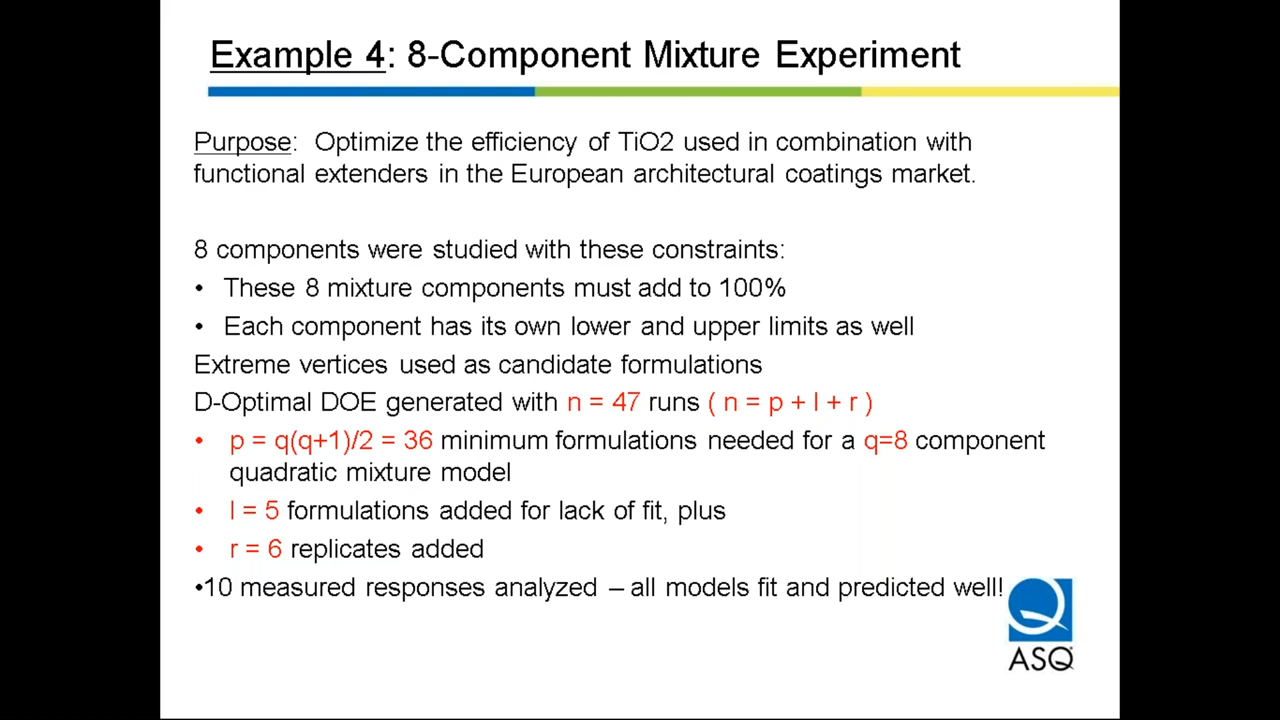 Example 4: 8-Component Mixture Experiment
Purpose: Optimize the efficiency of TiO2 used in combination with
functional extenders in the European architectural coatings market.
8 components were studied with these constraints:
• These 8 mixture components must add to 100%
• Each component has its own lower and upper limits as well
Extreme vertices used as candidate formulations
D-Optimal DOE generated with n = 47 runs ( n = p + l + r )
• p = q(q+1)/2 = 36 minimum formulations needed for a q=8 component
quadratic mixture model
• l = 5 formulations added for lack of fit, plus
• r = 6 replicates added
•10 measured responses analyzed – all models fit and predicted well!
ASQ